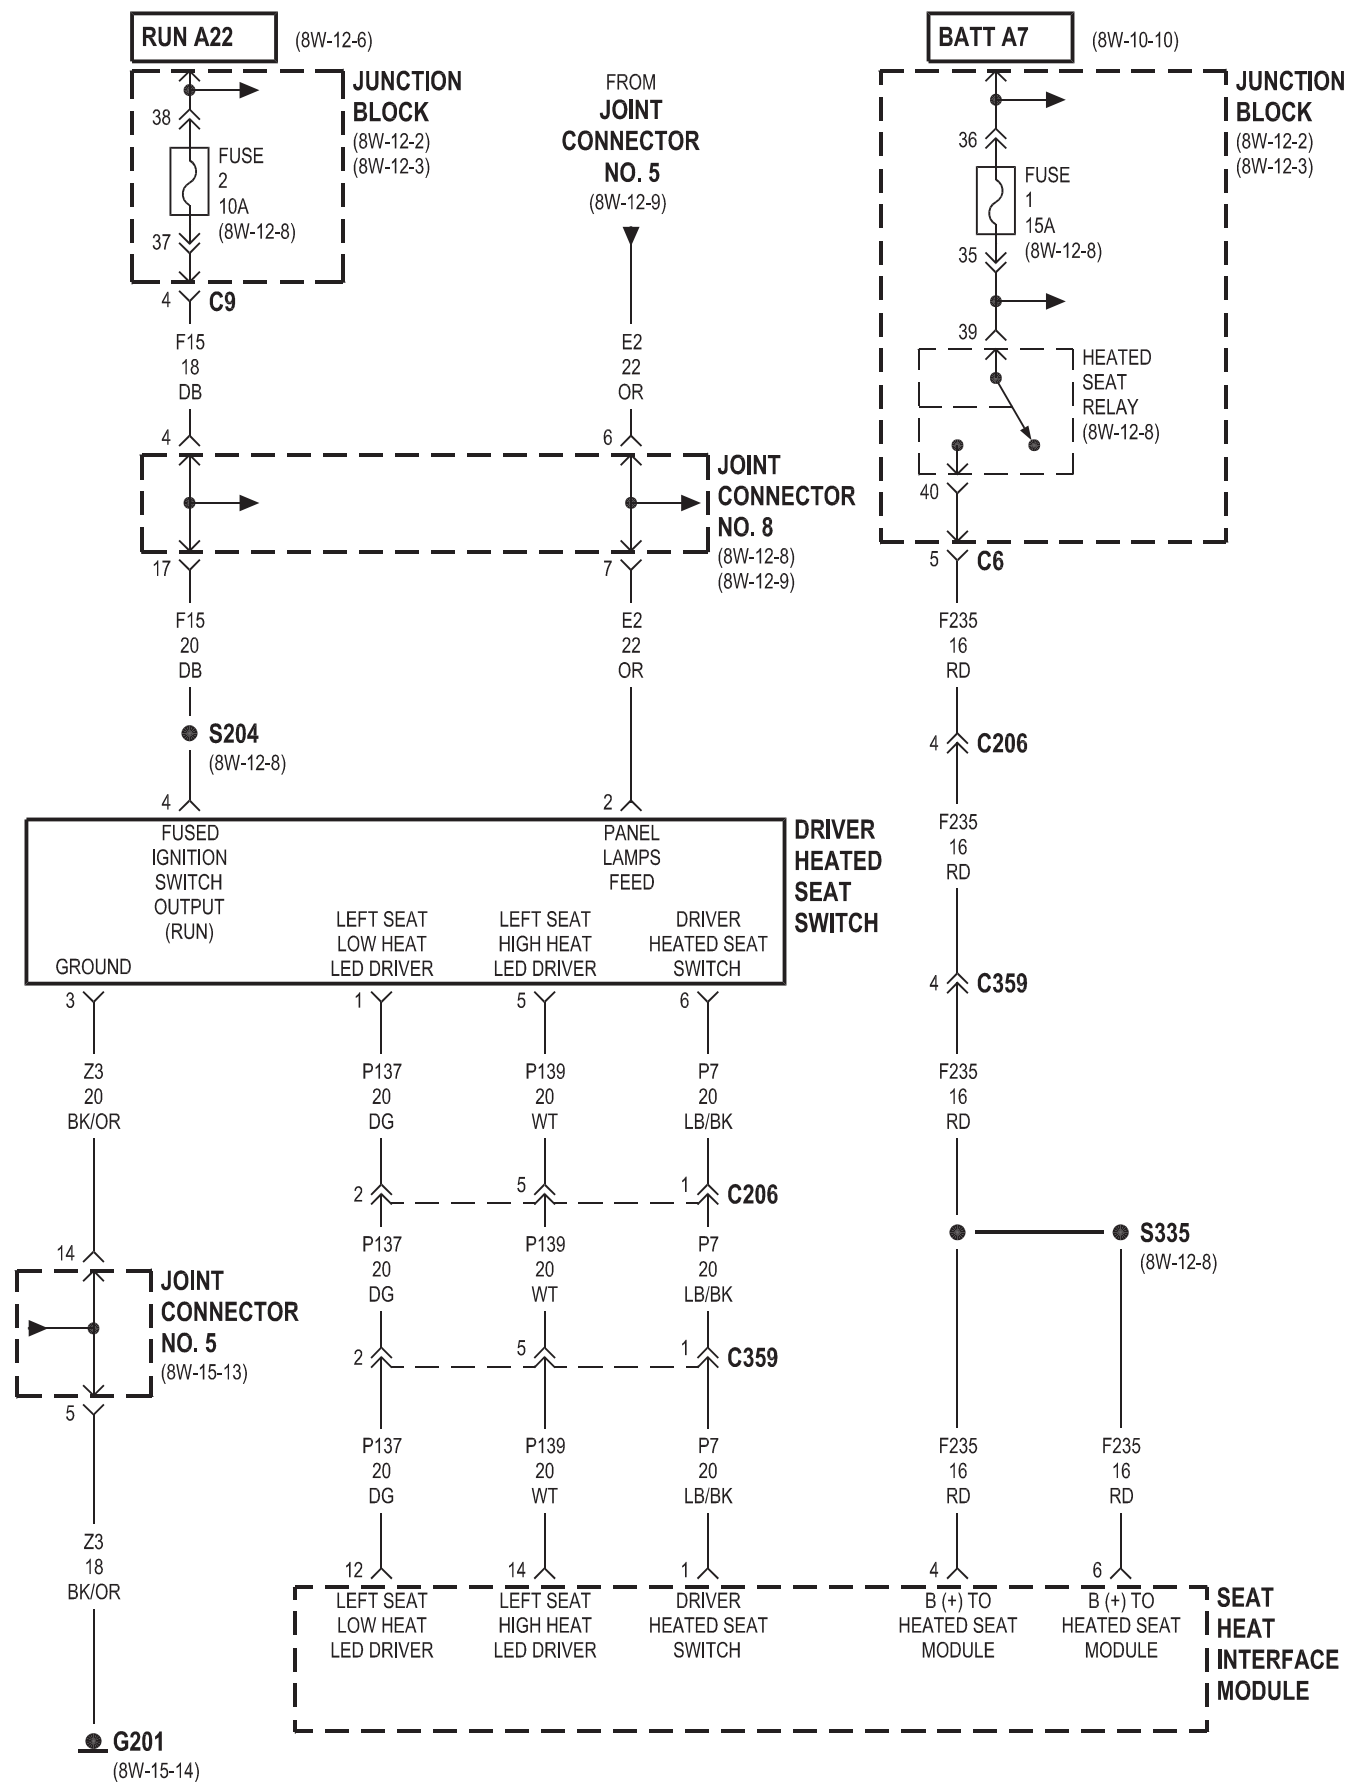 RUN A22
(8W-12-6)
BATT A7
(8W-10-10)
JUNCTION
BLOCK
(8W-12-2)
(8W-12-3)
38
FUSE
2
10A
(8W-12-8)
37
4
C9
F15
18
DB
4
FROM
JOINT
CONNECTOR
NO. 5
(8W-12-9)
E2
22
OR
6
JUNCTION
BLOCK
(8W-12-2)
(8W-12-3)
36
FUSE
1
15A
(8W-12-8)
35
39
HEATED
SEAT
RELAY
(8W-12-8)
40
5
C6
JOINT
CONNECTOR
NO. 8
(8W-12-8)
(8W-12-9)
17
7
F15
20
DB
E2
22
OR
F235
16
RD
S204
(8W-12-8)
4
C206
4
2
F235
16
RD
FUSED
IGNITION
SWITCH
OUTPUT
(RUN)
PANEL
LAMPS
FEED
DRIVER
HEATED
SEAT
SWITCH
GROUND
LEFT SEAT
LOW HEAT
LED DRIVER
LEFT SEAT
HIGH HEAT
LED DRIVER
DRIVER
HEATED SEAT
SWITCH
4
C359
3
1
5
6
Z3
20
BK/OR
P137
20
DG
P139
20
WT
P7
20
LB/BK
F235
16
RD
2
5
1
C206
14
JOINT
CONNECTOR
NO. 5
(8W-15-13)
5
P137
20
DG
P139
20
WT
P7
20
LB/BK
S335
(8W-12-8)
2
5
1
C359
Z3
18
BK/OR
P137
20
DG
P139
20
WT
P7
20
LB/BK
F235
16
RD
F235
16
RD
12
14
1
4
6
LEFT SEAT
LOW HEAT
LED DRIVER
LEFT SEAT
HIGH HEAT
LED DRIVER
DRIVER
HEATED SEAT
SWITCH
B (+) TO
HEATED SEAT
MODULE
B (+) TO
HEATED SEAT
MODULE
SEAT
HEAT
INTERFACE
MODULE
G201
(8W-15-14)